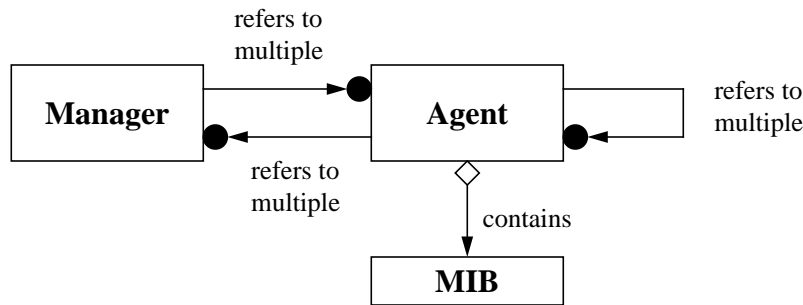 refers to
multiple
Manager
Agent
refers to
multiple
refers to
multiple
contains
MIB